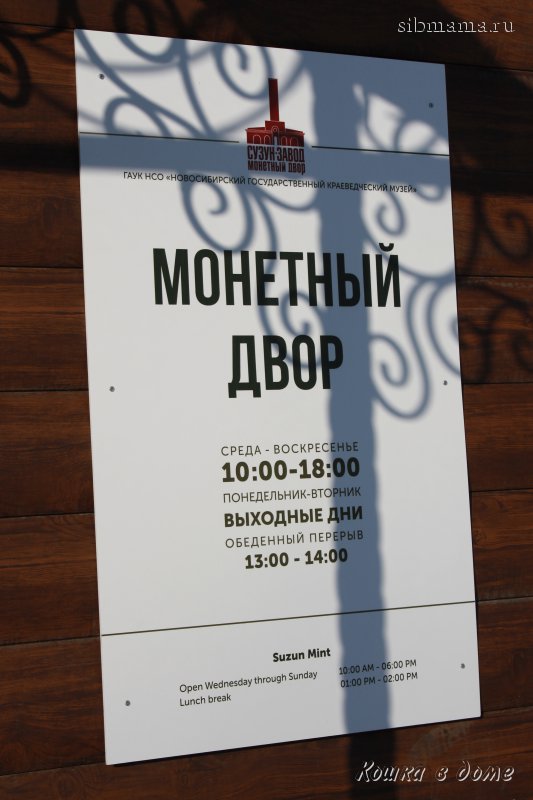 sibmama.ru
СУЗУН-ЗАВОД
МОНЕТНЫЙ ДВОР
ГАУК НСО «НОВОСИБИРСКИЙ ГОСУДАРСТВЕННЫЙ КРАЕВЕДЧЕСКИЙ МУЗЕЙ»
МОНЕТНЫЙ
ДВОР
СРЕДА - ВОСКРЕСЕНЬЕ
10:00-18:00
ПОНЕДЕЛЬНИК-ВТОРНИК
ВЫХОДНЫЕ ДНИ
ОБЕДЕННЫЙ ПЕРЕРЫВ
13:00 - 14:00
Suzun Mint
Open Wednesday through Sunday 10:00 AM - 06:00 PM
Lunch break 01:00 PM - 02:00 PM
Кошка в доме